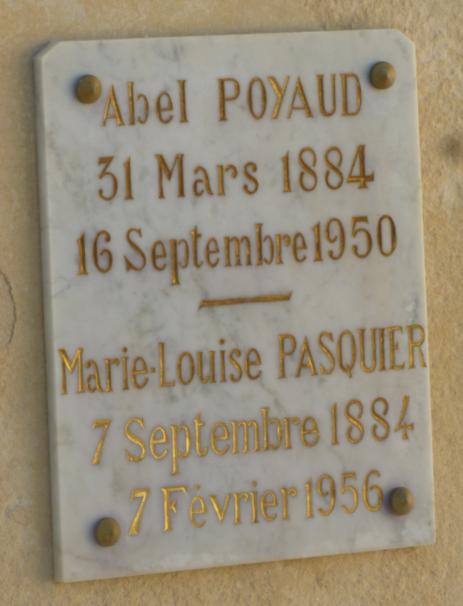 Abel POYAUD
31 Mars 1884
16 Septembre 1950
Marie-Louise PASQUIER
7 Septembre 1884
7 Février 1956